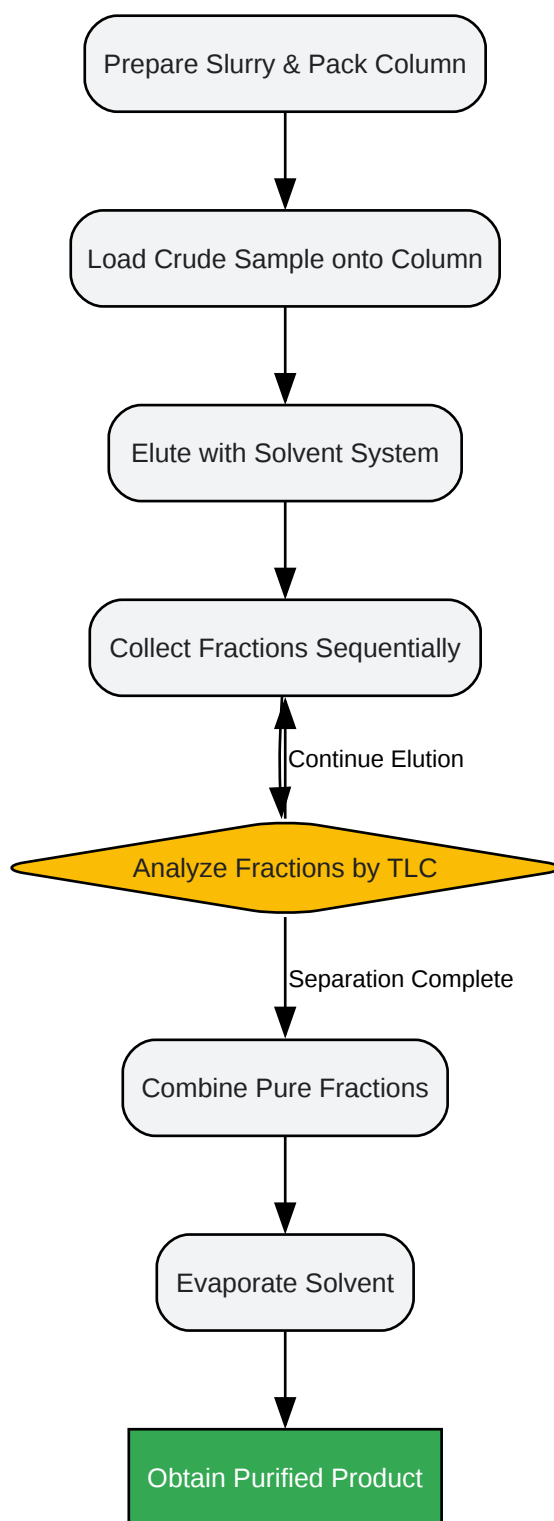 Prepare Slurry & Pack Column
Load Crude Sample onto Column
Elute with Solvent System
Collect Fractions Sequentially
Continue Elution
Analyze Fractions by TLC
Separation Complete
Combine Pure Fractions
Evaporate Solvent
Obtain Purified Product